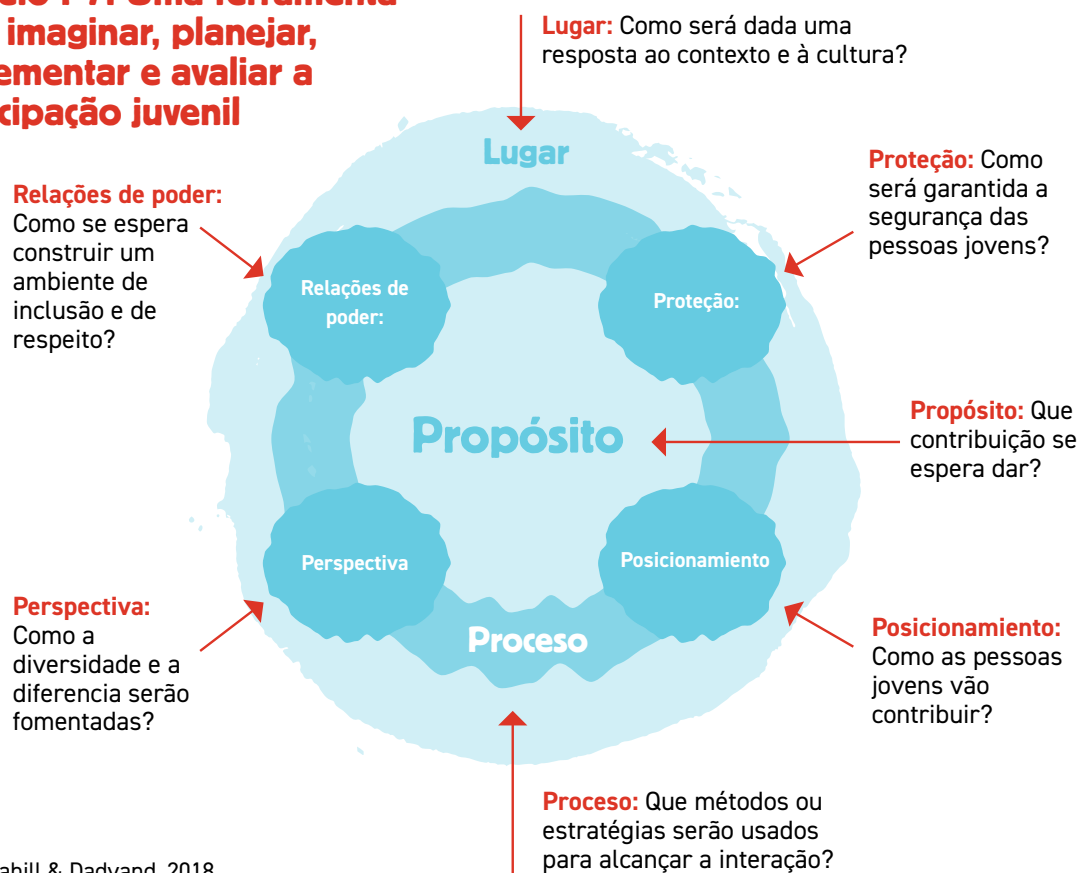 imaginar, planejar,
e avaliar a
juvenil
Lugar: Como será dada uma
resposta ao contexto e à cultura?
Lugar
Relações de poder:
Como se espera
construir um
ambiente de
inclusão e de
respeito?
Proteção: Como
será garantida a
segurança das
pessoas jovens?
Relações de
poder:
Proteção:
Propósito
Propósito: Que
contribuição se
espera dar?
Perspectiva
Posicionamiento
Perspectiva:
Como a
diversidade e a
diferencia serão
fomentadas?
Proceso
Posicionamiento:
Como as pessoas
jovens vão
contribuir?
Proceso: Que métodos ou
estratégias serão usados
para alcançar a interação?
& Dadvand, 2018